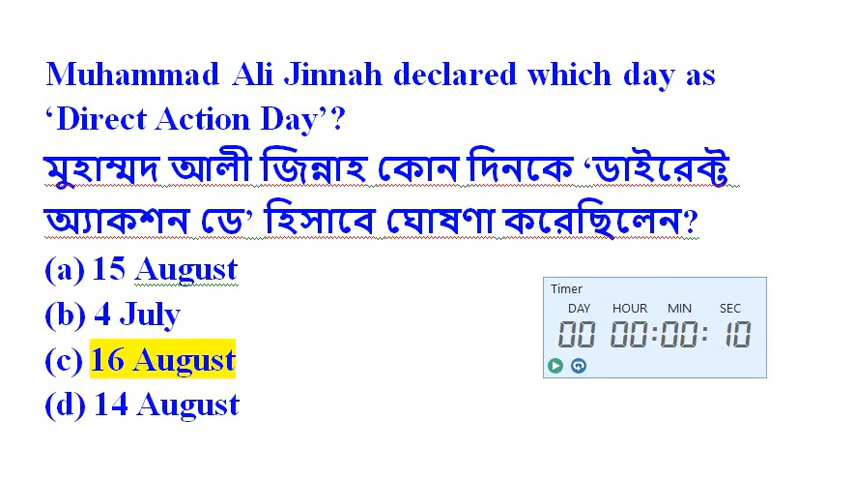 Muhammad Ali Jinnah declared which day as
‘Direct Action Day’?
মুহাম্মদ আলী জিন্নাহ কোন দিনকে ‘ডাইরেক্ট
অ্যাকশন ডে’ হিসাবে ঘোষণা করেছিলেন?
(a) 15 August
(b) 4 July
(c) 16 August
(d) 14 August
Timer
DAY HOUR MIN SEC
00 00:00: 10